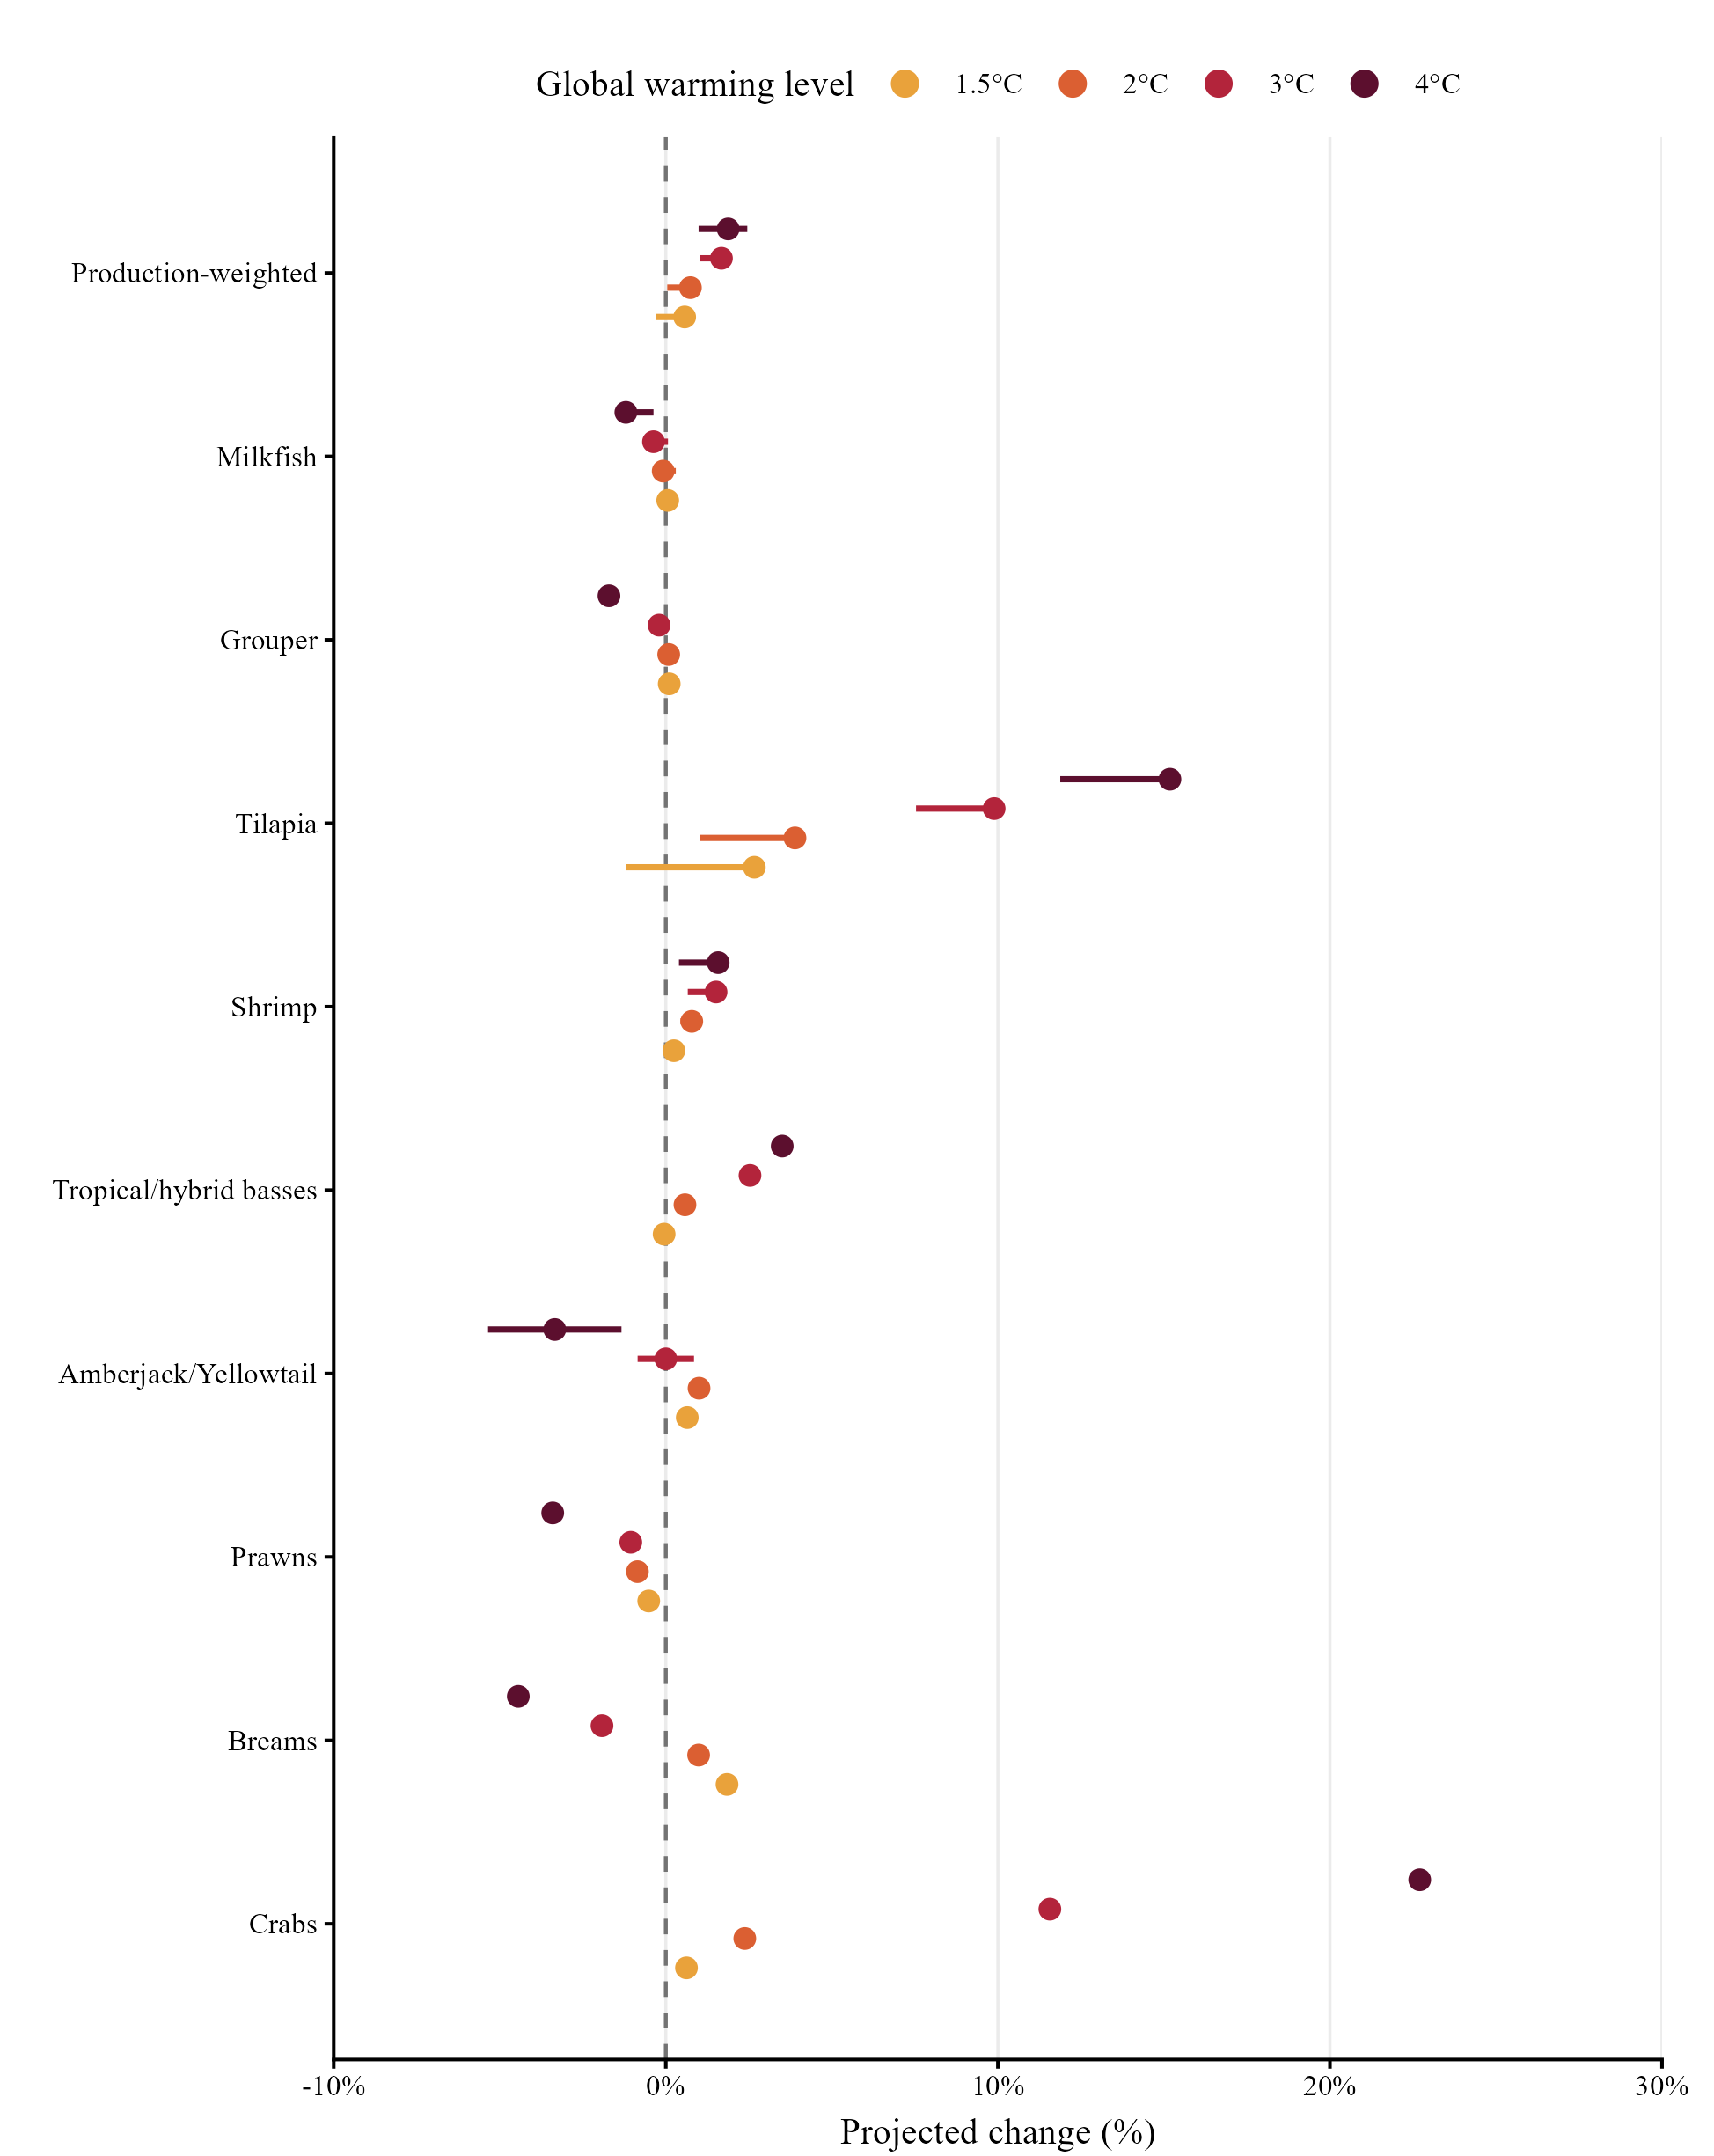 Global warming level 1.5°C 2°C 3°C 4°C
Production-weighted
Milkfish
Grouper
Tilapia
Shrimp
Tropical/hybrid basses
Amberjack/Yellowtail
Prawns
Breams
Crabs
-10% 0% 10% 20% 30%
Projected change (%)